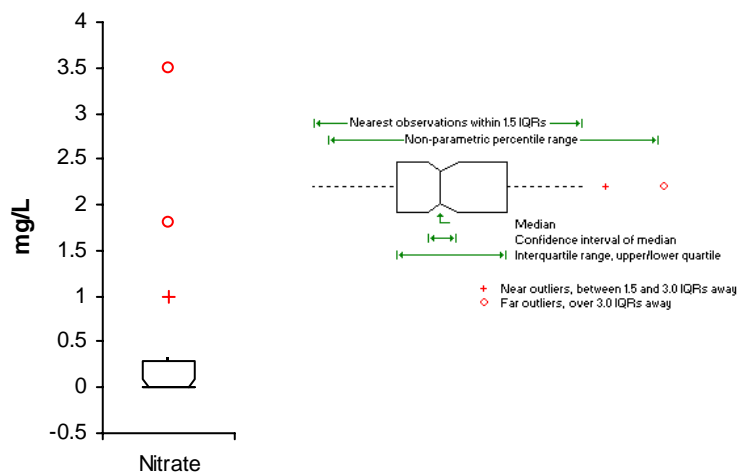 4
3.5
3
2.5
2
1.5
1
0.5
0
-0.5
mg/L
Nitrate
Nearest observations within 1.5 IQRs
Non-parametric percentile range
Median
Confidence interval of median
Interquartile range, upper/lower quartile
+ Near outliers, between 1.5 and 3.0 IQRs away
Far outliers, over 3.0 IQRs away